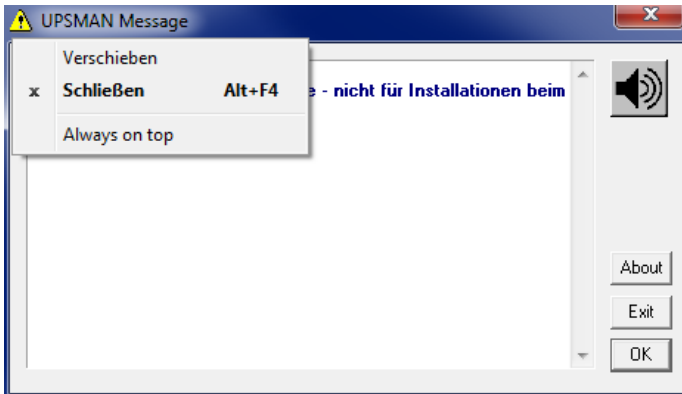 UPSMAN Message
Verschieben
x Schließen Alt+F4
- nicht für Installationen beim
Always on top
About
Exit
OK